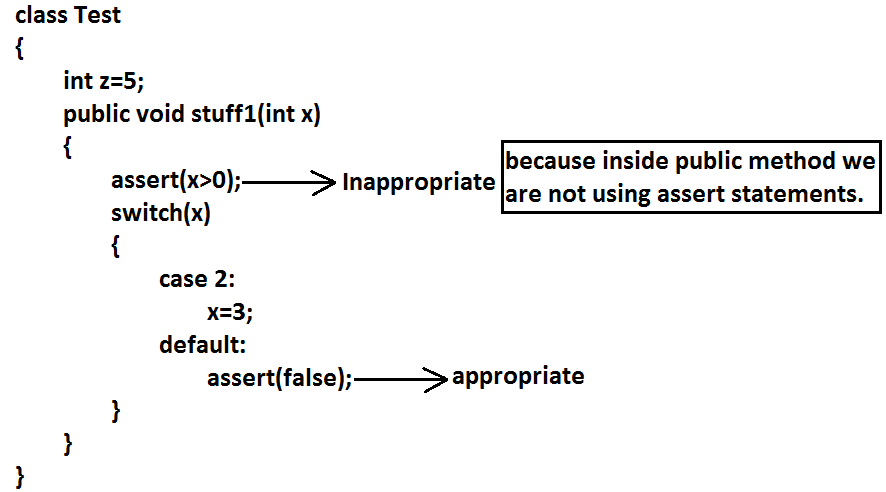 class Test
{
int z=5;
public void stuff1(int x)
{
assert(x>0); Inappropriate
because inside public method we
are not using assert statements.
switch(x)
{
case 2:
x=3;
default:
assert(false); appropriate
}
}
}